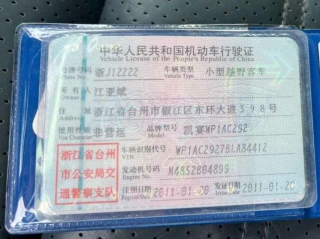 中华人民共和国机动车行驶证
Vehicle License of the People's Republic of China
号牌号码 浙J12222 车辆类型 小型越野客车
Vehicle Type
所有人 江亚斌
住址 浙江省台州市椒江区东环大道398号
使用性质 非营运 品牌型号 凯宴WP1AC292
Model
浙江省台州市公安局交通警察支队
车辆识别代号 WP1AC2927BLA84412
VIN
发动机号码 M4852B04899
Engine No.
注册日期 2011-01-20 发证日期 2011-01-20
Register Date Issue Date